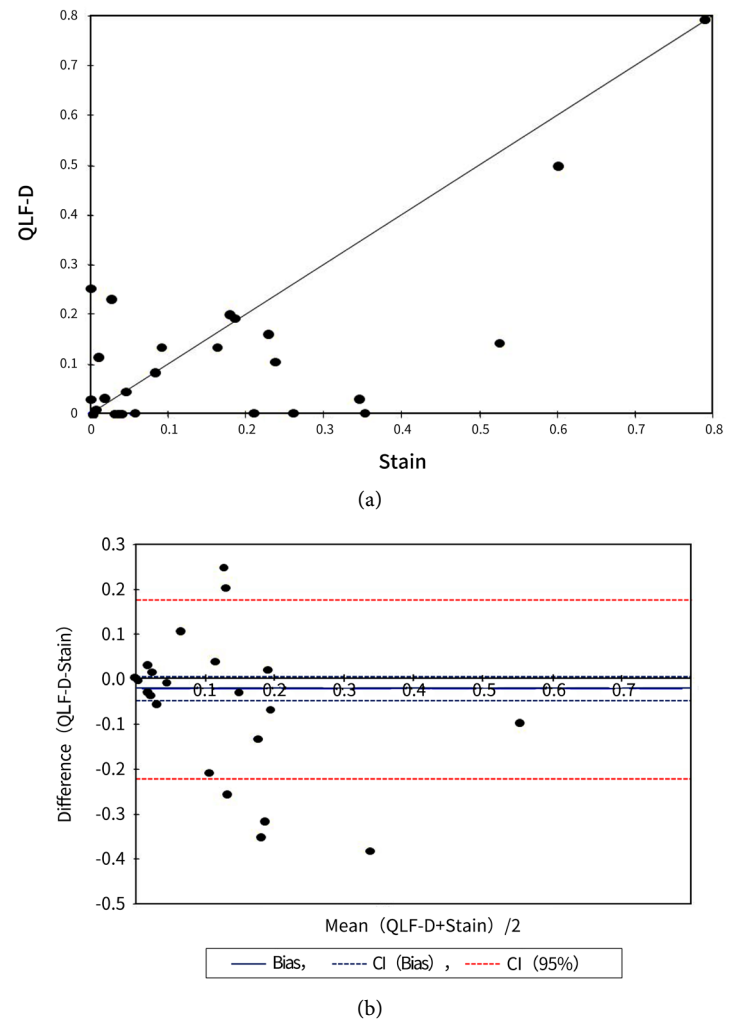 0.8
0.7
0.6
0.5
0.4
0.3
0.2
0.1
0
QLF-D
0 0.1 0.2 0.3 0.4 0.5 0.6 0.7 0.8
Stain
(a)
0.3
0.2
0.1
0.0
-0.1
-0.2
-0.3
-0.4
-0.5
0.1 0.2 0.3 0.4 0.5 0.6 0.7
Difference (QLF-D-Stain)
Mean (QLF-D+Stain) /2
Bias, CI (Bias) , CI (95%)
(b)